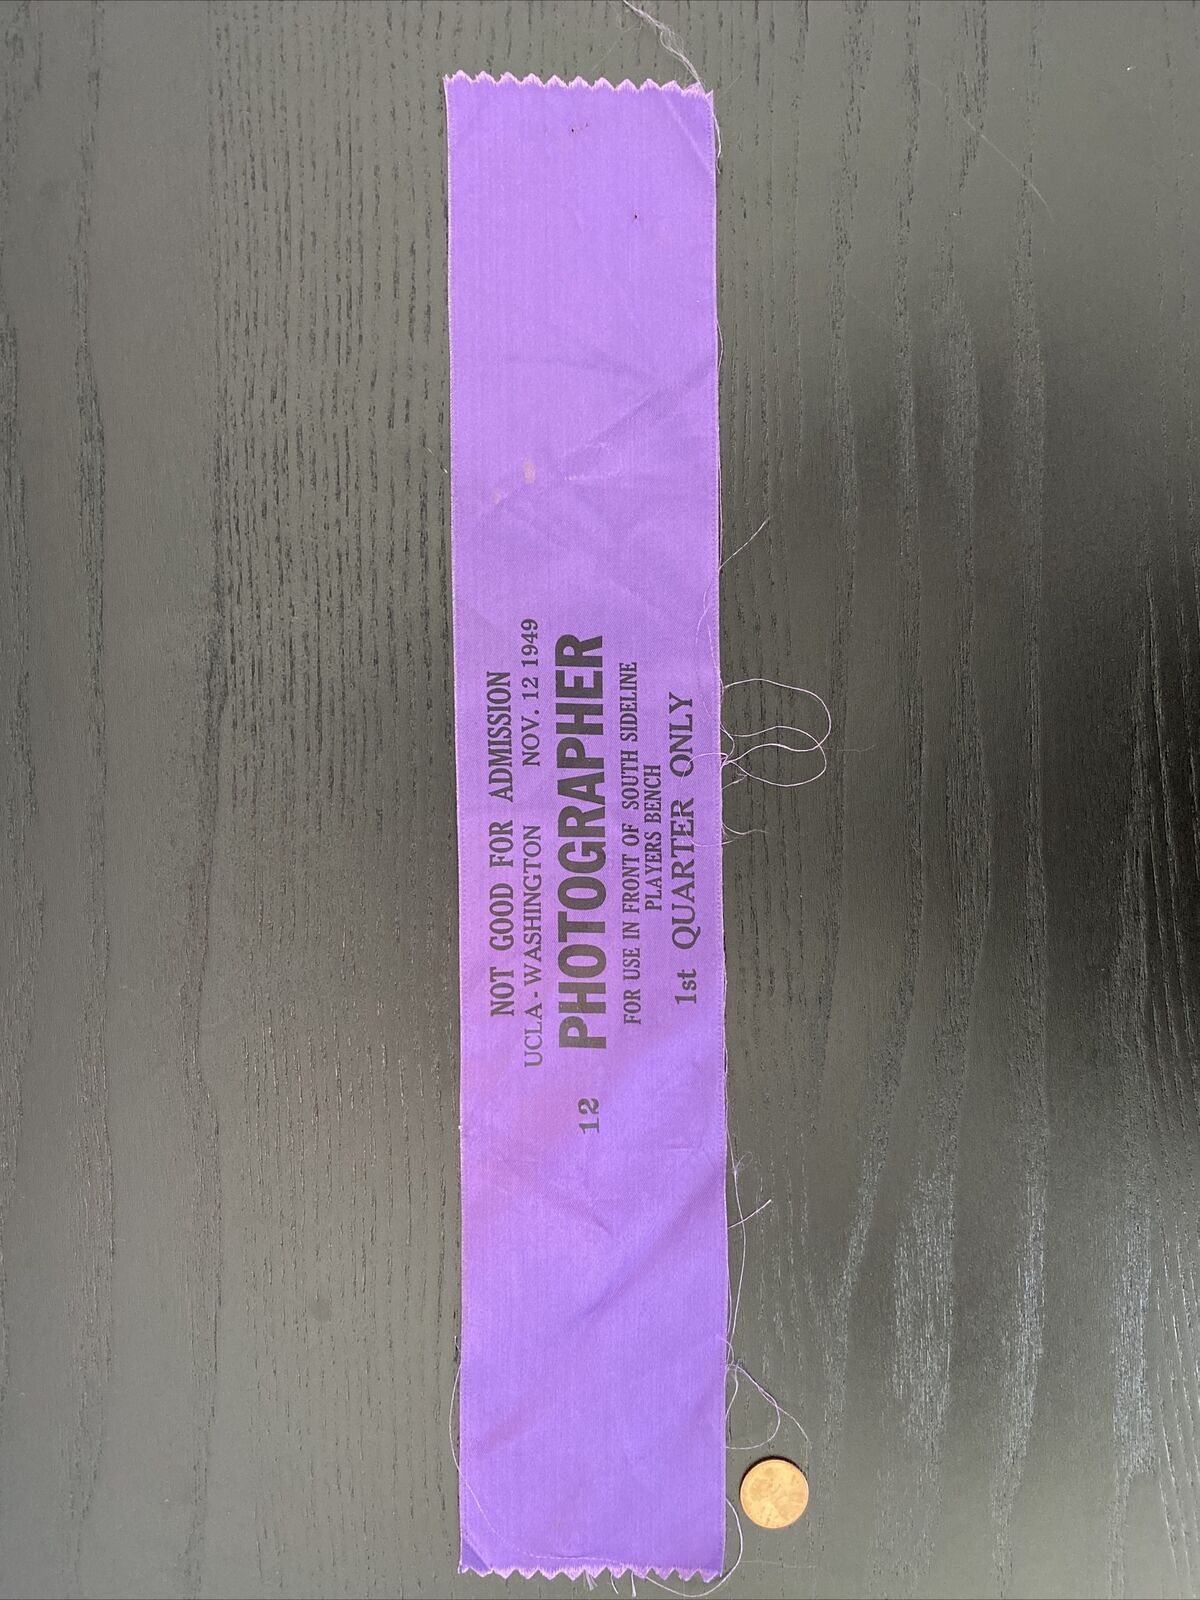 NOT GOOD FOR ADMISSION
UCLA - WASHINGTON NOV. 12 1949
12 PHOTOGRAPHER
FOR USE IN FRONT OF SOUTH SIDELINE
PLAYERS BENCH
1st QUARTER ONLY